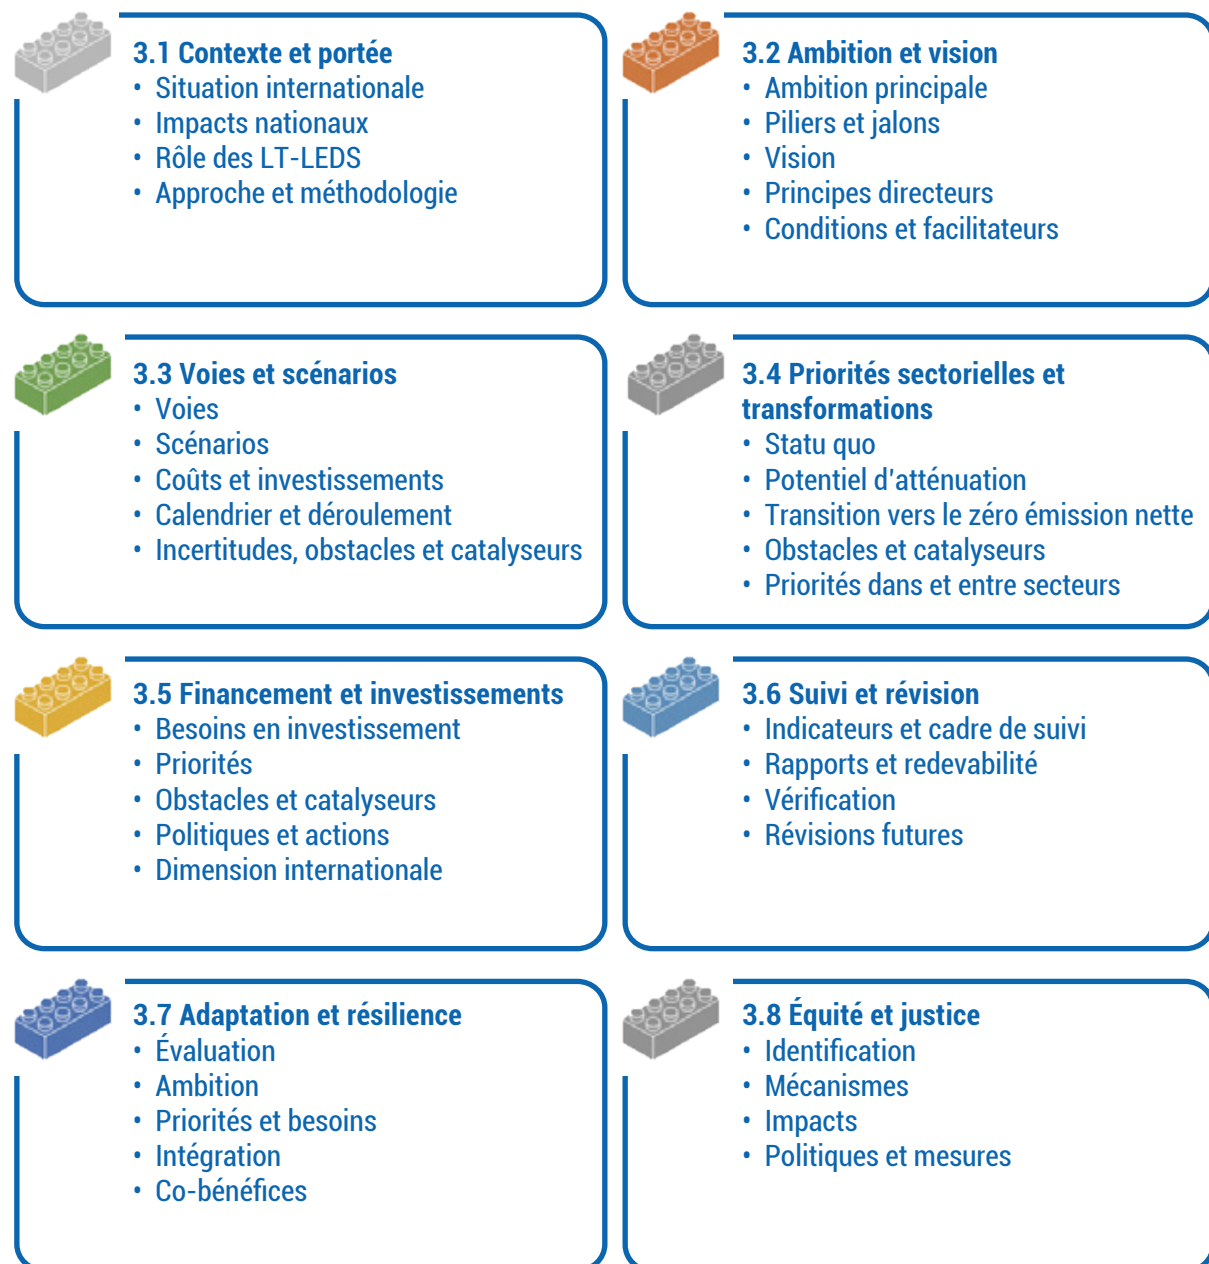 3.1 Contexte et portée
• Situation internationale
• Impacts nationaux
• Rôle des LT-LEDS
• Approche et méthodologie
3.2 Ambition et vision
• Ambition principale
• Piliers et jalons
• Vision
• Principes directeurs
• Conditions et facilitateurs
3.3 Voies et scénarios
• Voies
• Scénarios
• Coûts et investissements
• Calendrier et déroulement
• Incertitudes, obstacles et catalyseurs
3.4 Priorités sectorielles et
transformations
• Statu quo
• Potentiel d'atténuation
• Transition vers le zéro émission nette
• Obstacles et catalyseurs
• Priorités dans et entre secteurs
3.5 Financement et investissements
• Besoins en investissement
• Priorités
• Obstacles et catalyseurs
• Politiques et actions
• Dimension internationale
3.6 Suivi et révision
• Indicateurs et cadre de suivi
• Rapports et redevabilité
• Vérification
• Révisions futures
3.7 Adaptation et résilience
• Évaluation
• Ambition
• Priorités et besoins
• Intégration
• Co-bénéfices
3.8 Équité et justice
• Identification
• Mécanismes
• Impacts
• Politiques et mesures